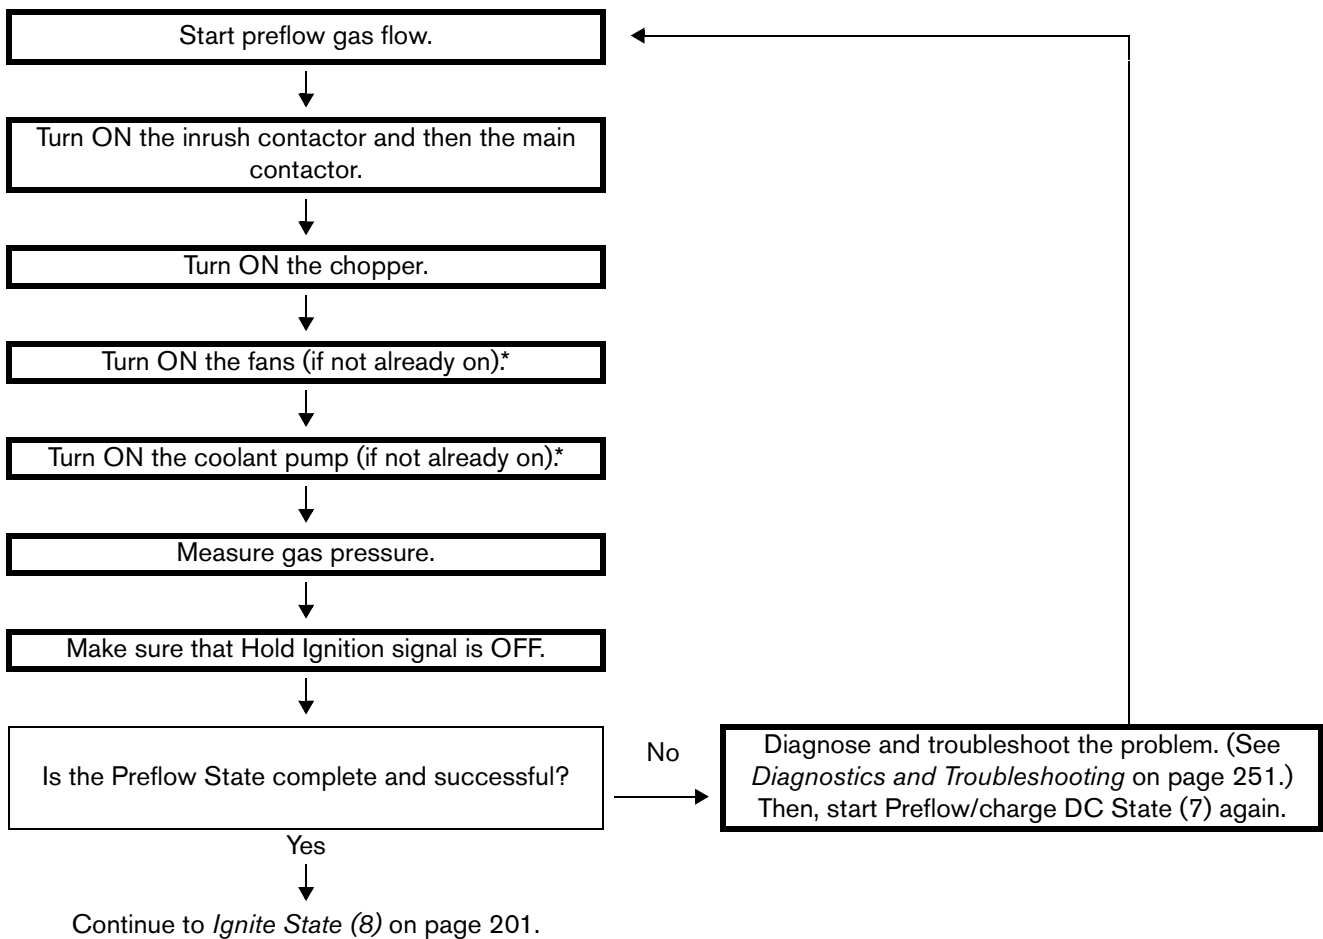 Start preflow gas flow.
Turn ON the inrush contactor and then the main
contactor.
Turn ON the chopper.
Turn ON the fans (if not already on).*
Turn ON the coolant pump (if not already on).*
Measure gas pressure.
Make sure that Hold Ignition signal is OFF.
Is the Preflow State complete and successful?
No
Diagnose and troubleshoot the problem. (See
Diagnostics and Troubleshooting on page 251.)
Then, start Preflow/charge DC State (7) again.
Yes
Continue to Ignite State (8) on page 201.